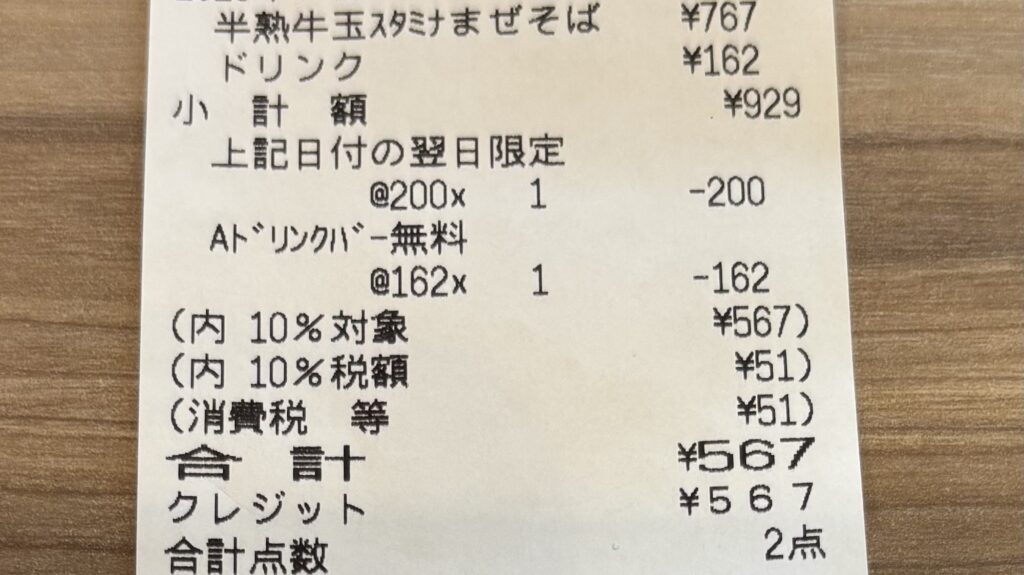 半熟牛玉ｽﾀﾐﾅまぜそば ¥767
ドリンク ¥162
小 計 額 ¥929
上記日付の翌日限定
@200x 1 -200
Aﾄﾞﾘﾝｸﾊﾞｰ無料
@162x 1 -162
(内 10%対象 ¥567)
(内 10%税額 ¥51)
(消費税 等 ¥51)
合 計 ¥567
クレジット ¥567
合計点数 2点